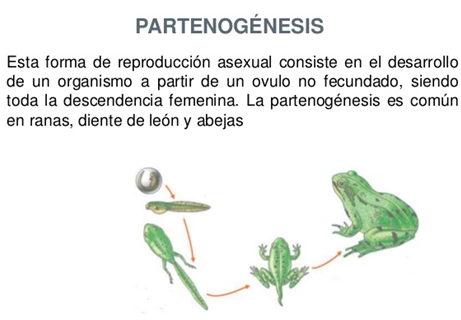 PARTENOGÉNESIS
Esta forma de reproducción asexual consiste en el desarrollo
de un organismo a partir de un ovulo no fecundado, siendo
toda la descendencia femenina. La partenogénesis es común
en ranas, diente de león y abejas